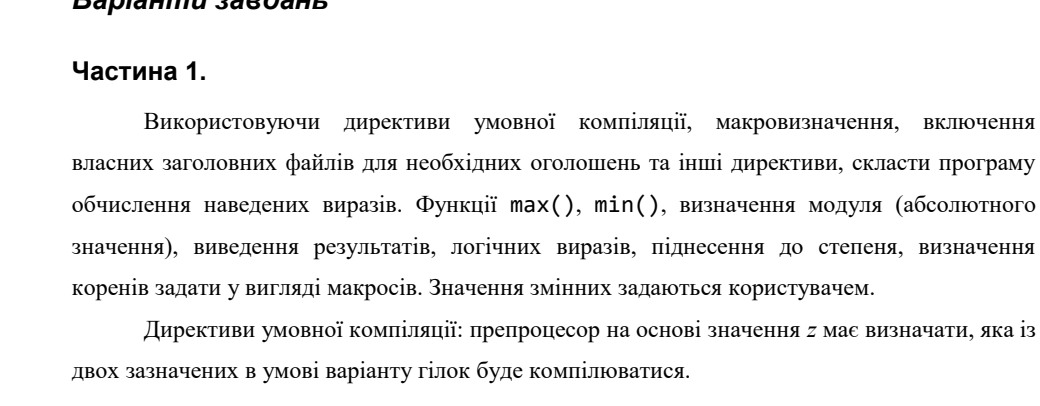 Варіанти завдань
Частина 1.
Використовуючи директиви умовної компіляції, макровизначення, включення
власних заголовних файлів для необхідних оголошень та інші директиви, скласти програму
обчислення наведених виразів. Функції max(), min(), визначення модуля (абсолютного
значення), виведення результатів, логічних виразів, піднесення до степеня, визначення
коренів задати у вигляді макросів. Значення змінних задаються користувачем.
Директиви умовної компіляції: препроцесор на основі значення z має визначати, яка із
двох зазначених в умові варіанту гілок буде компілюватися.